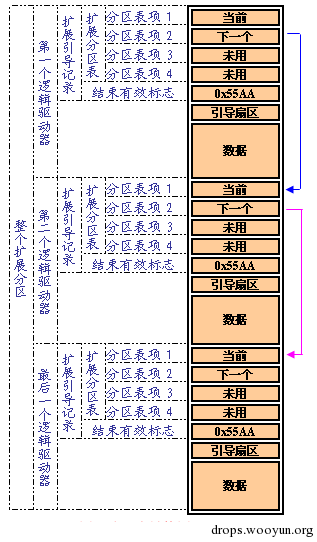 整个扩展分区
第一个逻辑驱动器
扩展引导记录
扩展分区表
分区表项 1 当前
分区表项 2 下一个
分区表项 3 未用
分区表项 4 未用
结束有效标志 0x55AA
引导扇区
数据
第二个逻辑驱动器
扩展引导记录
扩展分区表
分区表项 1 当前
分区表项 2 下一个
分区表项 3 未用
分区表项 4 未用
结束有效标志 0x55AA
引导扇区
数据
最后一个逻辑驱动器
扩展引导记录
扩展分区表
分区表项 1 当前
分区表项 2 下一个
分区表项 3 未用
分区表项 4 未用
结束有效标志 0x55AA
引导扇区
数据
drops.wooyun.org